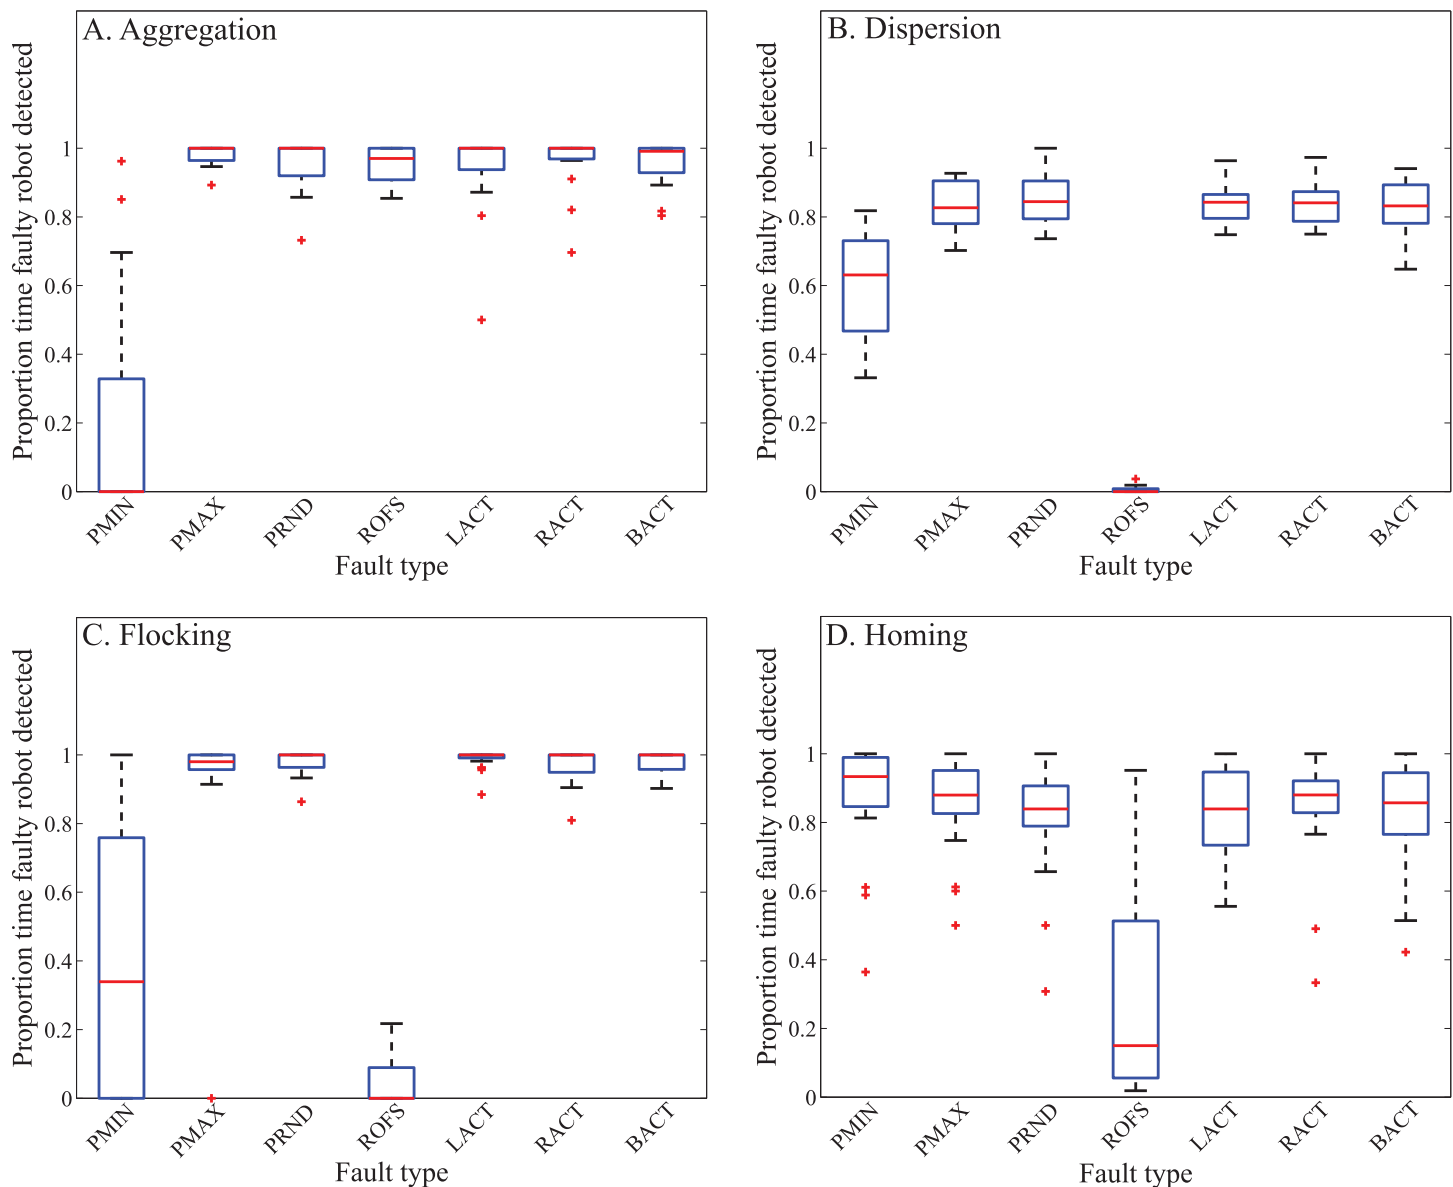 A. Aggregation
Proportion time faulty robot detected
1
0.8
0.6
0.4
0.2
0
PMIN
PMAX
PRND
ROFS
LACT
RACT
BACT
Fault type
B. Dispersion
Proportion time faulty robot detected
1
0.8
0.6
0.4
0.2
0
PMIN
PMAX
PRND
ROFS
LACT
RACT
BACT
Fault type
C. Flocking
Proportion time faulty robot detected
1
0.8
0.6
0.4
0.2
0
PMIN
PMAX
PRND
ROFS
LACT
RACT
BACT
Fault type
D. Homing
Proportion time faulty robot detected
1
0.8
0.6
0.4
0.2
0
PMIN
PMAX
PRND
ROFS
LACT
RACT
BACT
Fault type